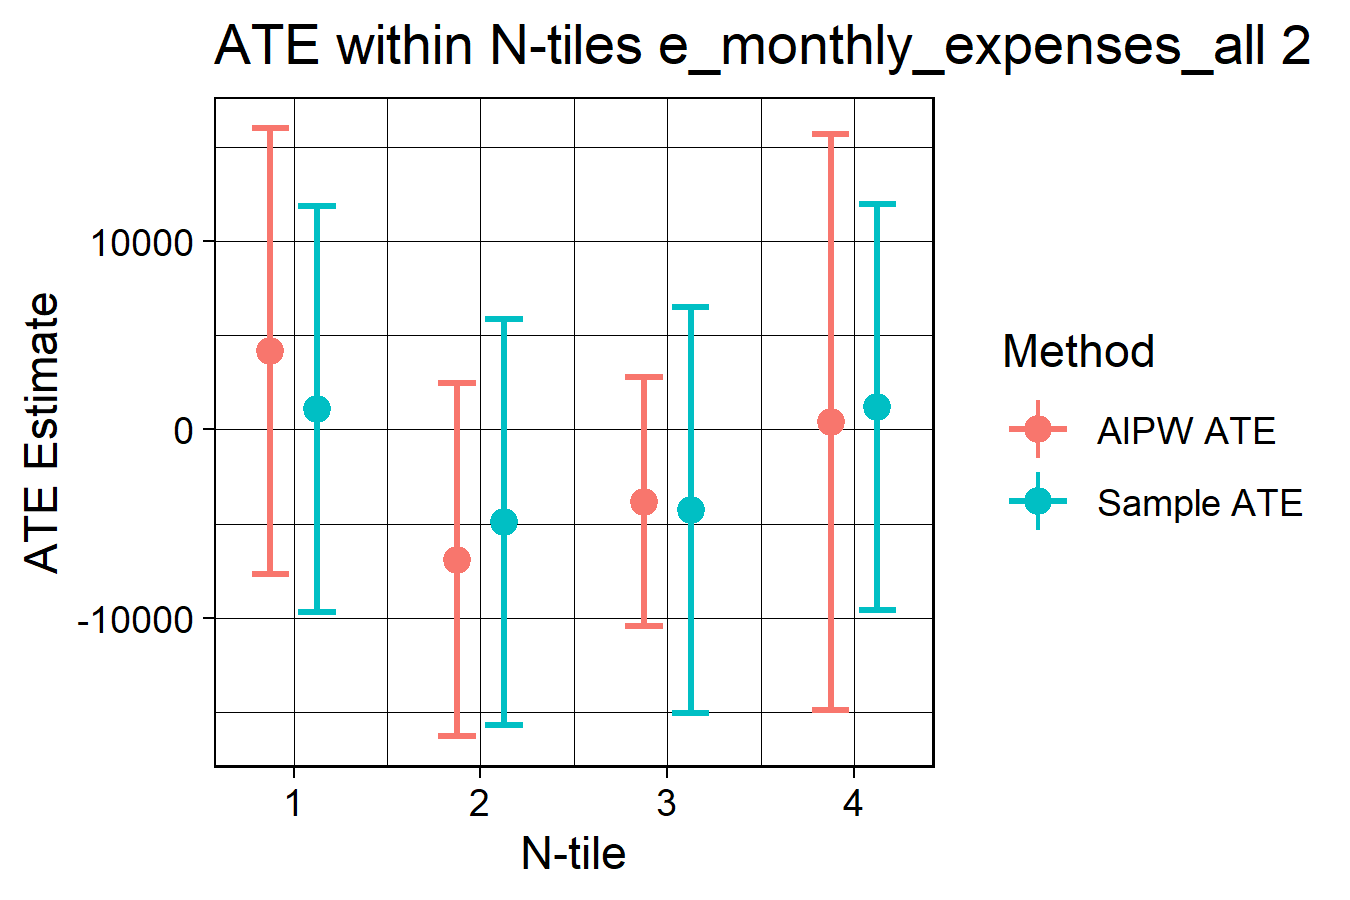 ATE within N-tiles e_monthly_expenses_all 2
ATE Estimate
10000
0
-10000
1 2 3 4
N-tile
Method
AIPW ATE
Sample ATE